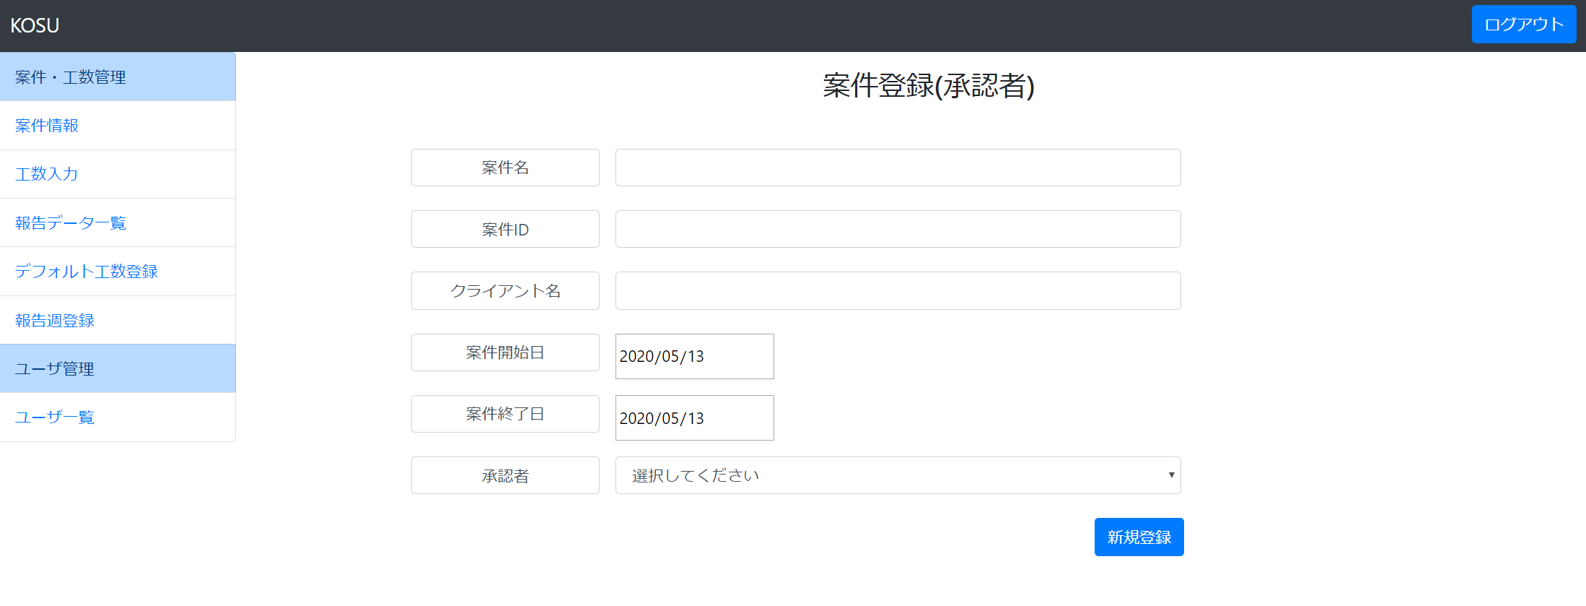 KOSU
ログアウト
案件・工数管理
案件情報
工数入力
報告データ一覧
デフォルト工数登録
報告週登録
ユーザ管理
ユーザ一覧
案件登録(承認者)
案件名
案件ID
クライアント名
案件開始日
2020/05/13
案件終了日
2020/05/13
承認者
選択してください
新規登録